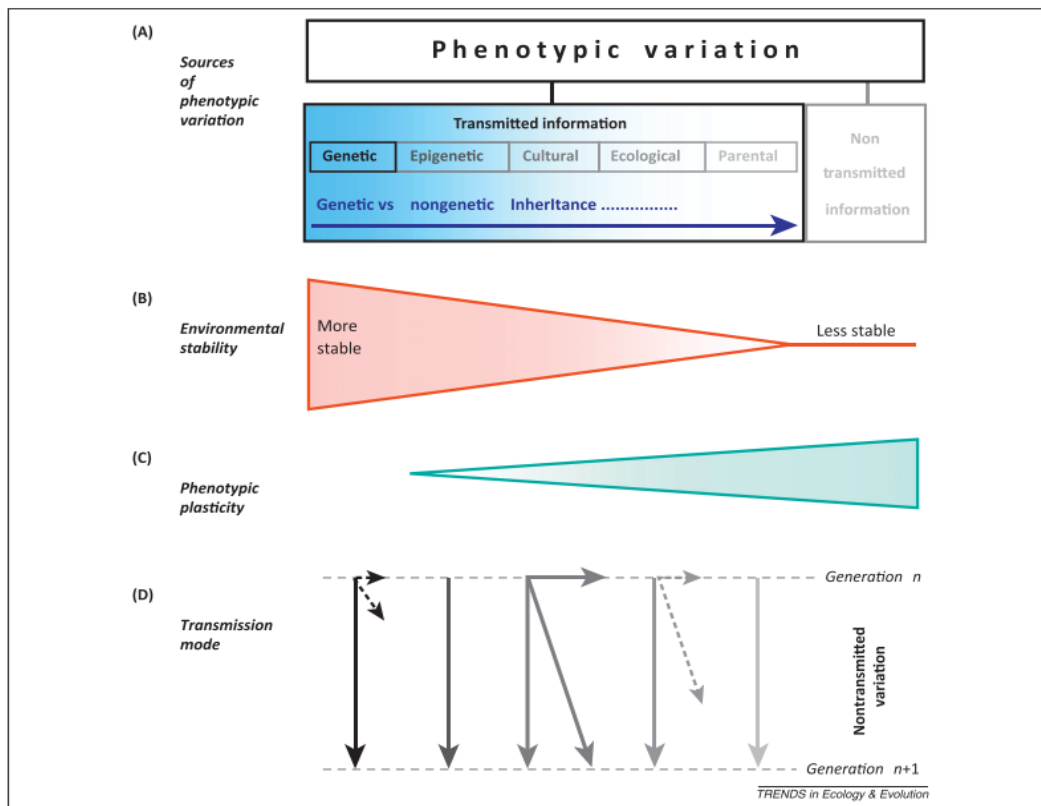 (A)
Sources
of
phenotypic
variation
Phenotypic variation
Transmitted information
Genetic
Epigenetic
Cultural
Ecological
Parental
Genetic vs nongenetic InherItance ................
Non
transmitted
information
(B)
Environmental
stability
More
stable
Less stable
(C)
Phenotypic
plasticity
(D)
Transmission
mode
Generation n
Nontransmitted
variation
Generation n+1
TRENDS in Ecology & Evolution